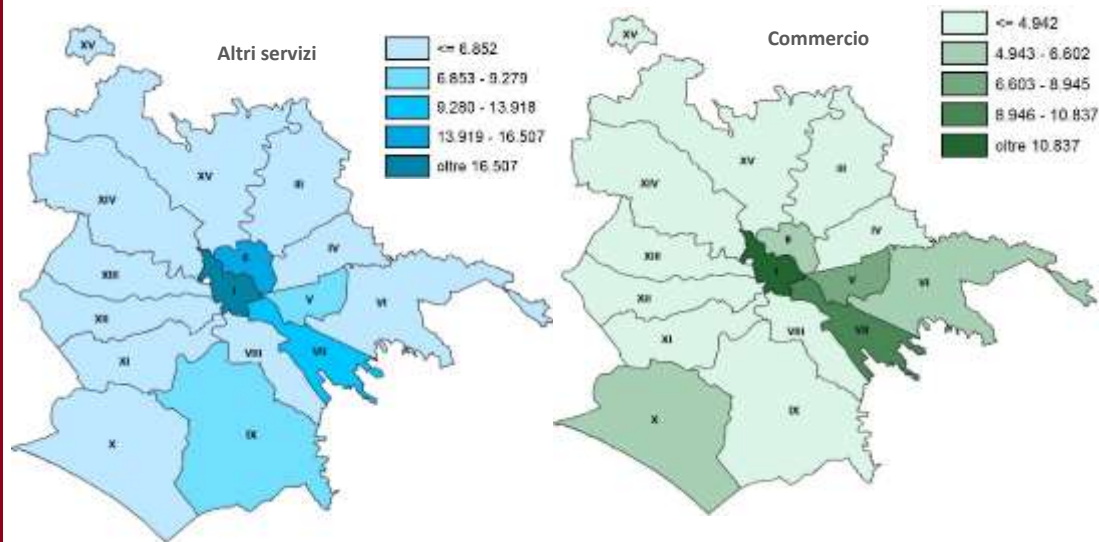 Altri servizi
<= 6.852
6.853 - 9.279
9.280 - 13.918
13.919 - 16.507
oltre 16.507
XV
XV
III
XIV
IV
II
XIII
I
V
VI
XII
VII
XI
VIII
IX
X
Commercio
<= 4.942
4.943 - 6.602
6.603 - 8.945
8.946 - 10.837
oltre 10.837
XV
XV
III
XIV
IV
II
XIII
I
V
VI
XII
VII
XI
VIII
IX
X